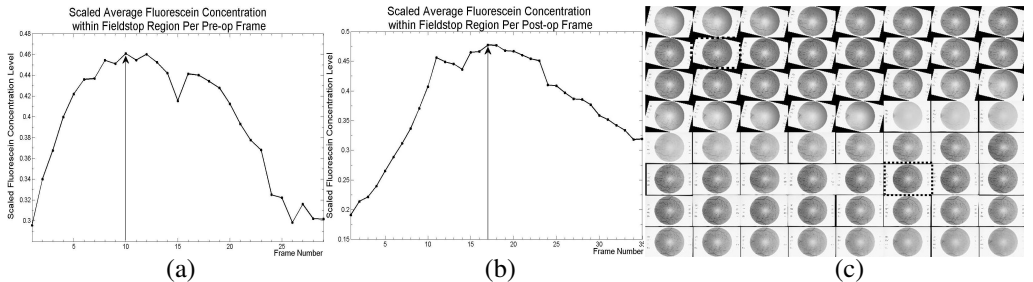 Scaled Average Fluorescein Concentration
within Fieldstop Region Per Pre-op Frame
Scaled Fluorescein Concentration Level
0.48
0.46
0.44
0.42
0.4
0.38
0.36
0.34
0.32
0.3
5
10
15
20
25
Frame Number
(a)
Scaled Average Fluorescein Concentration
within Fieldstop Region Per Post-op Frame
Scaled Fluorescein Concentration Level
0.5
0.45
0.4
0.35
0.3
0.25
0.2
0.15
5
10
15
20
25
30
35
Frame Number
(b)
(c)